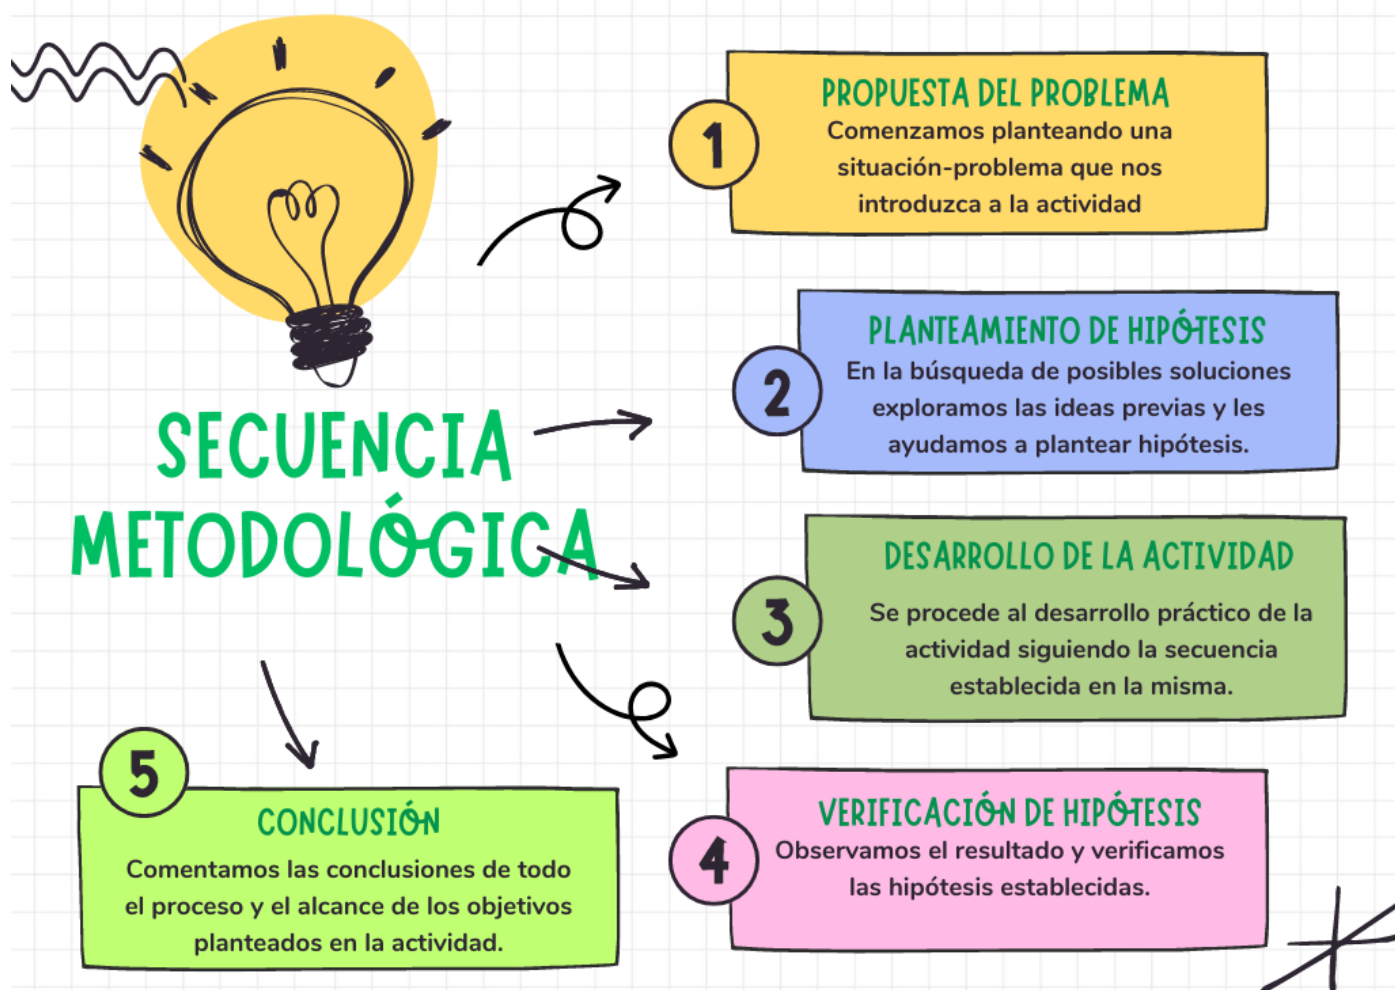 SECUENCIA
METODOLÓGICA
1
PROPUESTA DEL PROBLEMA
Comenzamos planteando una
situación-problema que nos
introduzca a la actividad
2
PLANTEAMIENTO DE HIPÓTESIS
En la búsqueda de posibles soluciones
exploramos las ideas previas y les
ayudamos a plantear hipótesis.
3
DESARROLLO DE LA ACTIVIDAD
Se procede al desarrollo práctico de la
actividad siguiendo la secuencia
establecida en la misma.
4
VERIFICACIÓN DE HIPÓTESIS
Observamos el resultado y verificamos
las hipótesis establecidas.
5
CONCLUSIÓN
Comentamos las conclusiones de todo
el proceso y el alcance de los objetivos
planteados en la actividad.